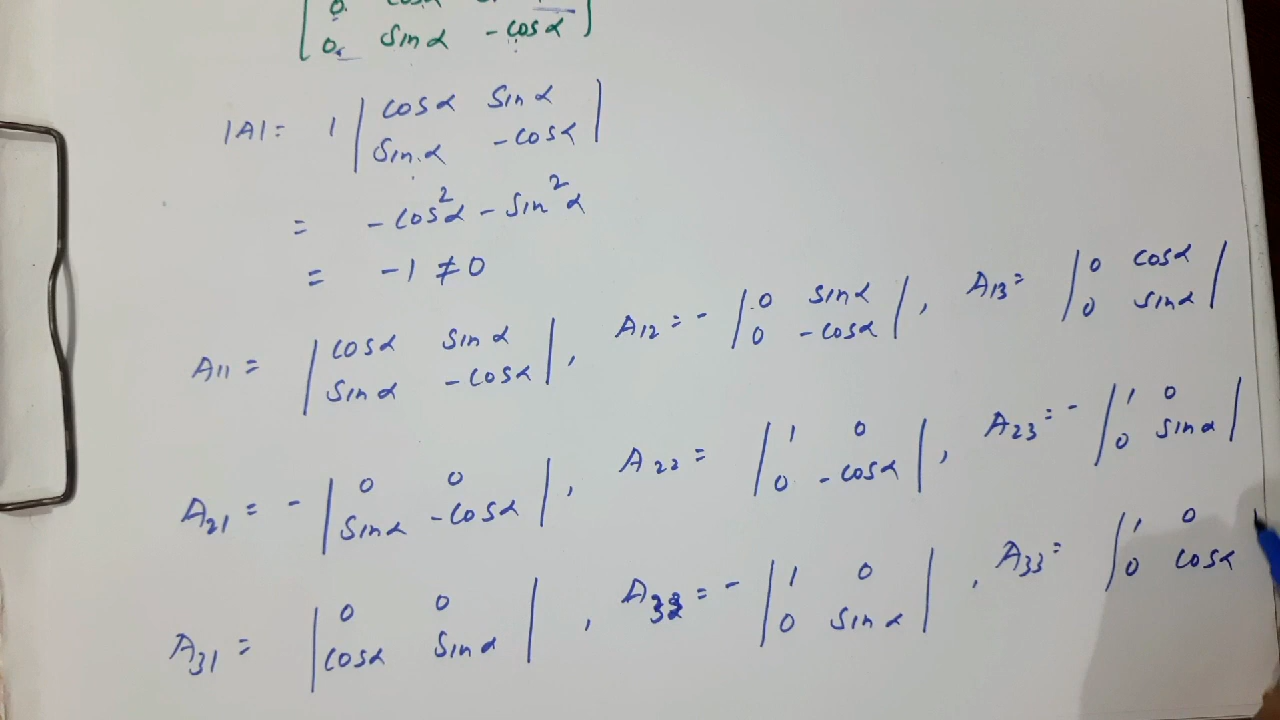 0 cosα
0 sinα -cosα
|A| = 1 | cosα sinα |
| sinα -cosα |
= -cos²α - sin²α
= -1 ≠ 0
A11 = | cosα sinα | , A12 = - | 0 sinα | , A13 = | 0 cosα |
| sinα -cosα | | 0 -cosα | | 0 sinα |
A21 = - | 0 0 | , A22 = | 1 0 | , A23 = - | 1 0 |
| sinα -cosα | | 0 -cosα | | 0 sinα |
A31 = | 0 0 | , A32 = - | 1 0 | , A33 = | 1 0
| cosα sinα | | 0 sinα | | 0 cosα